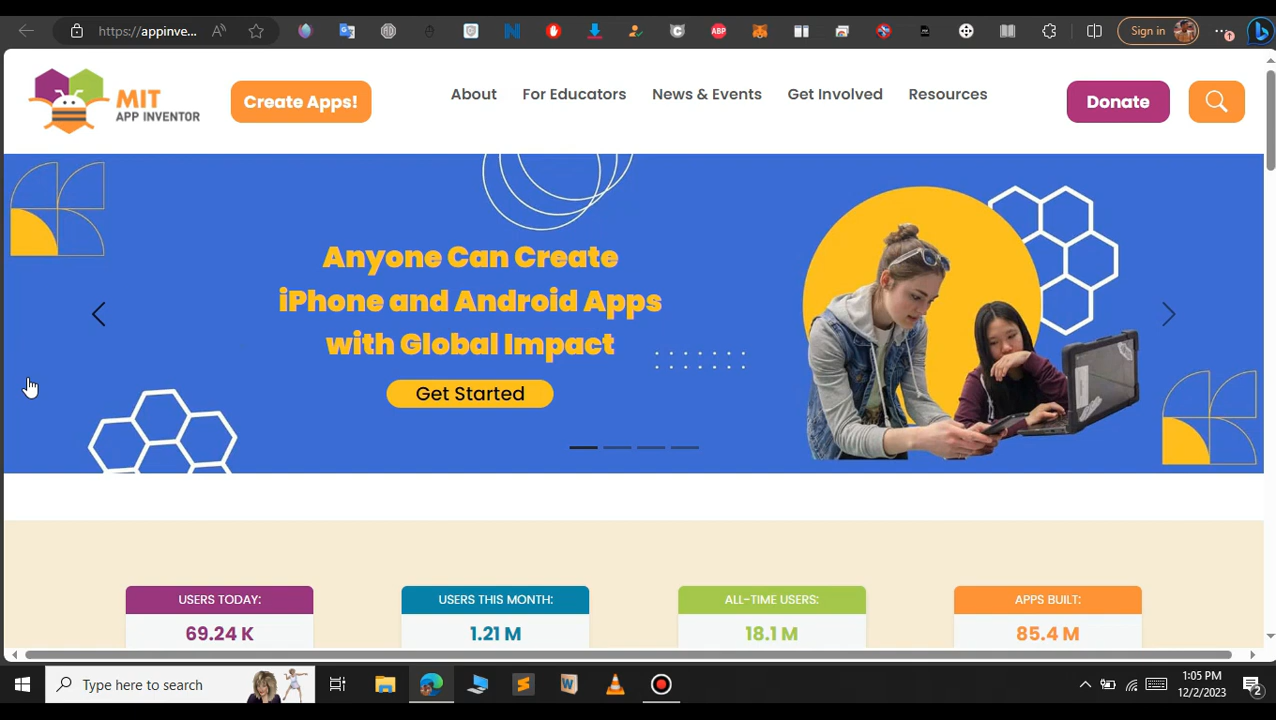 https://appinve...
A
Sign in
ABP
MIT
APP INVENTOR
Create Apps!
About
For Educators
News & Events
Get Involved
Resources
Donate
Anyone Can Create
iPhone and Android Apps
with Global Impact
Get Started
USERS TODAY:
69.24 K
USERS THIS MONTH:
1.21 M
ALL-TIME USERS:
18.1 M
APPS BUILT:
85.4 M
Type here to search
1:05 PM
12/2/2023
2